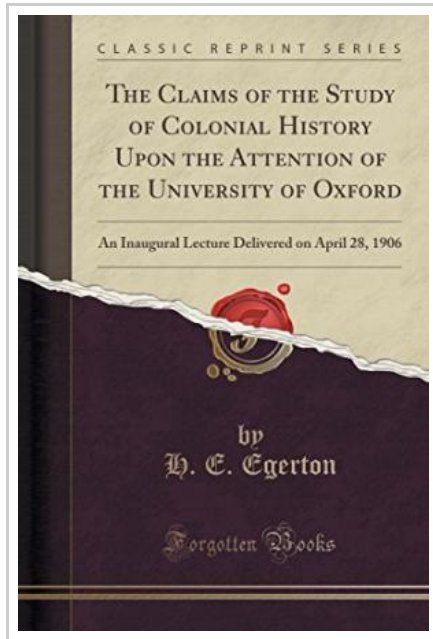 CLASSIC REPRINT SERIES
THE CLAIMS OF THE STUDY
OF COLONIAL HISTORY
UPON THE ATTENTION OF
THE UNIVERSITY OF OXFORD
An Inaugural Lecture Delivered on April 28, 1906
by
H. E. Egerton
Forgotten Books